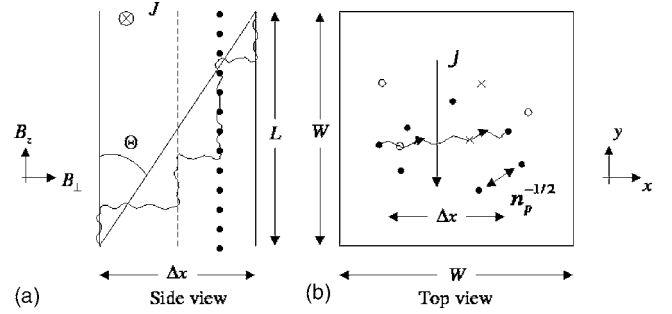 J
Θ
B_z
B_⊥
L
Δx
(a)
Side view
W
J
n_p^{-1/2}
Δx
y
x
W
(b)
Top view